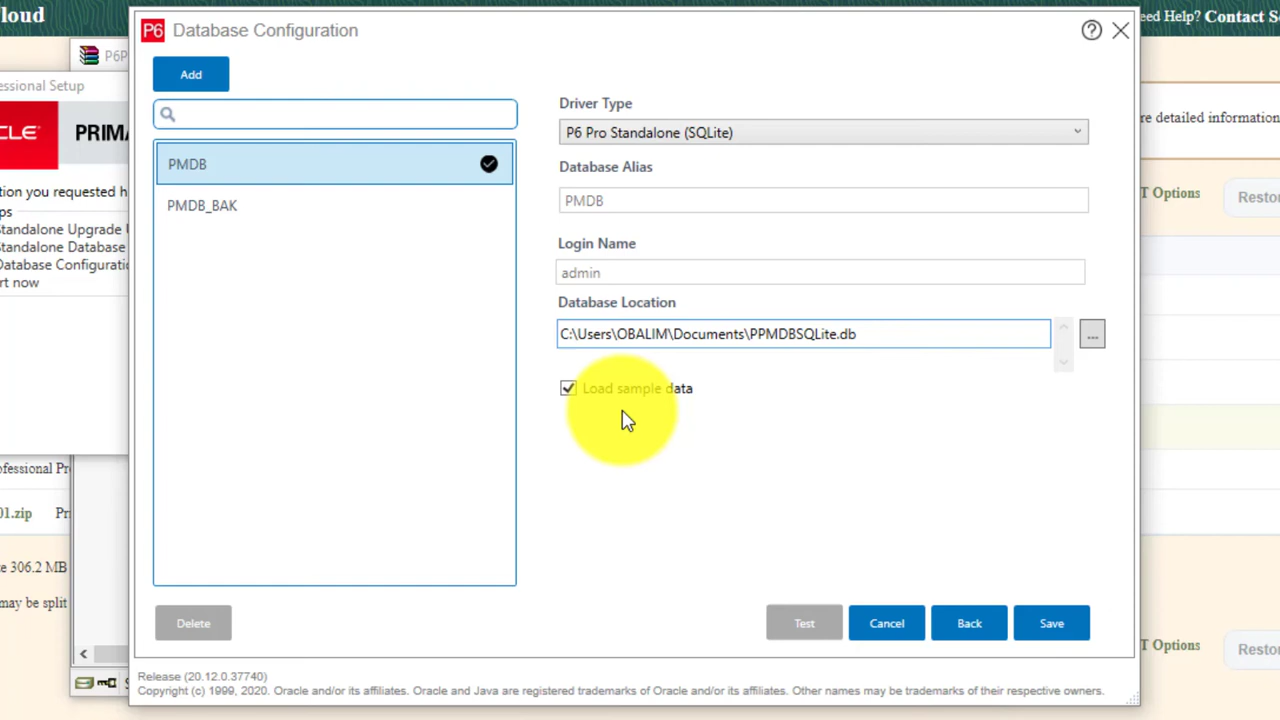 loud
eed Help? Contact S
P6 Database Configuration
P6P
essional Setup
Add
CLE PRIMA
Driver Type
P6 Pro Standalone (SQLite)
re detailed information
PMDB
Database Alias
PMDB
tion you requested h
T Options
Resto
PMDB_BAK
ps
Standalone Upgrade
Standalone Database
Database Configuratio
rt now
Login Name
admin
Database Location
C:\Users\OBALIM\Documents\PPMDBSQLite.db
...
Load sample data
ofessional Pr
01.zip Pr
te 306.2 MB
may be split
Delete
Test
Cancel
Back
Save
T Options
Resto
Release (20.12.0.37740)
Copyright (c) 1999, 2020. Oracle and/or its affiliates. Oracle and Java are registered trademarks of Oracle and/or its affiliates. Other names may be trademarks of their respective owners.